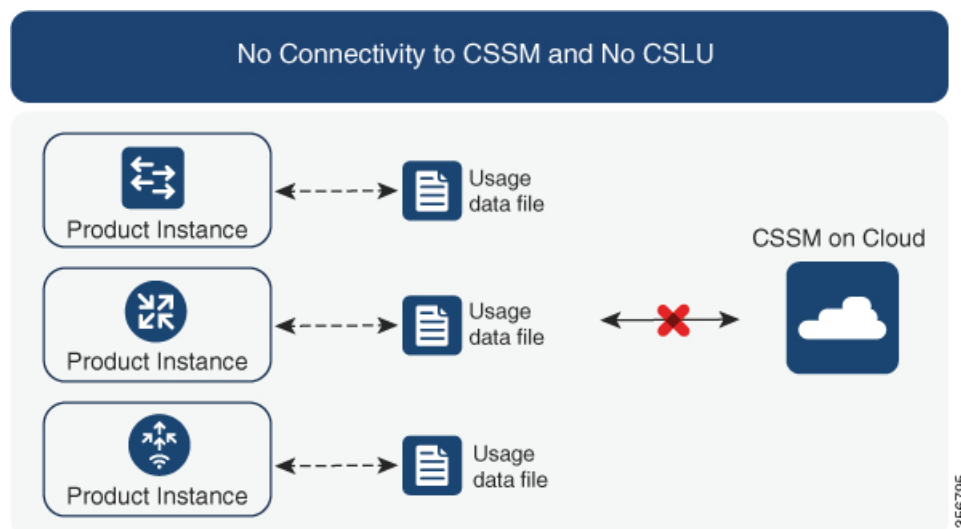 No Connectivity to CSSM and No CSLU
Product Instance
Usage
data file
Product Instance
Usage
data file
Product Instance
Usage
data file
CSSM on Cloud
356795